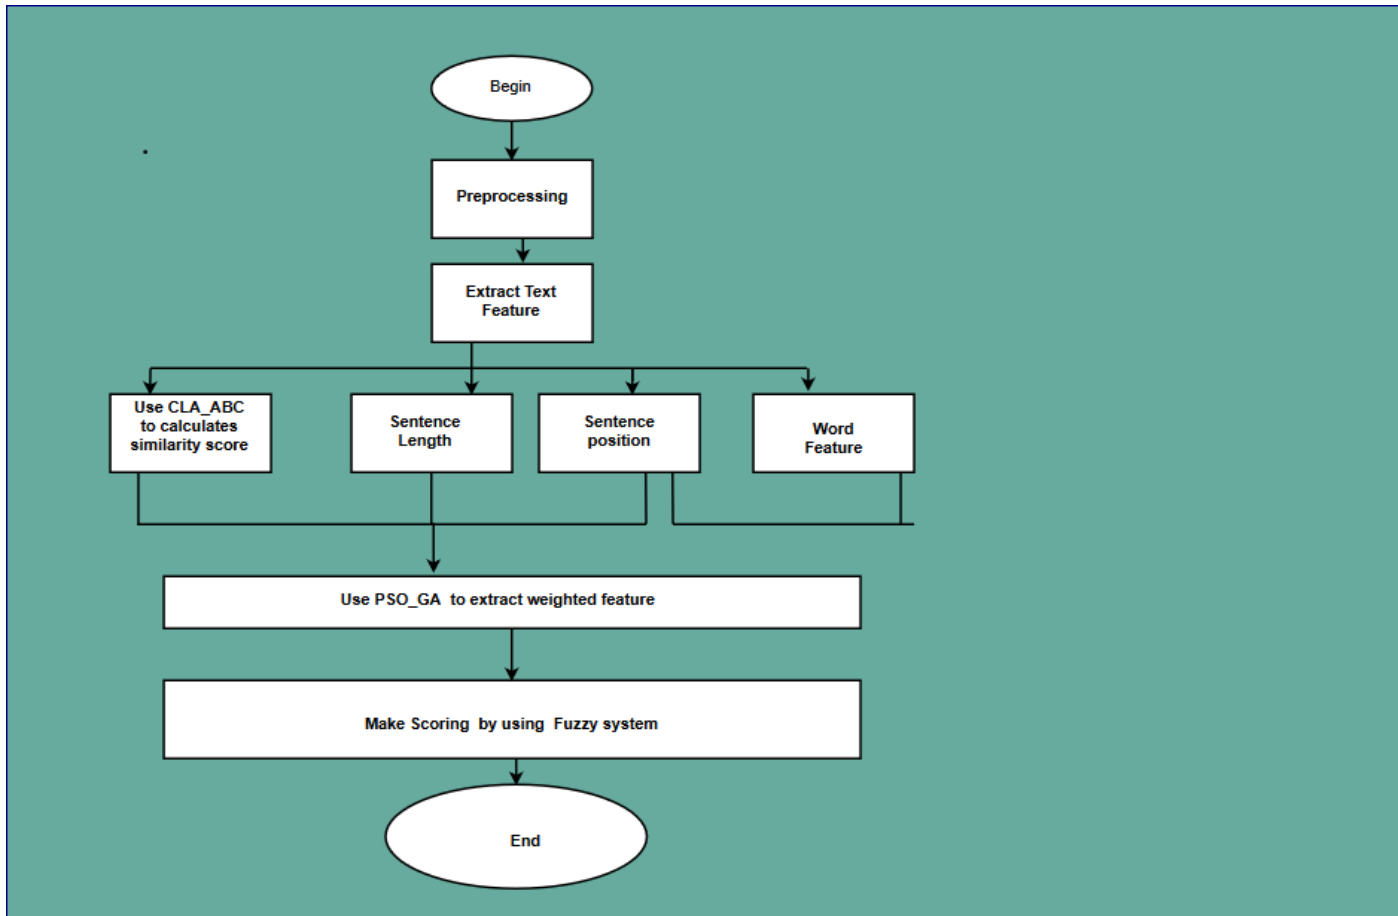 Begin
Preprocessing
Extract Text
Feature
Use CLA_ABC
to calculates
similarity score
Sentence
Length
Sentence
position
Word
Feature
Use PSO_GA to extract weighted feature
Make Scoring by using Fuzzy system
End